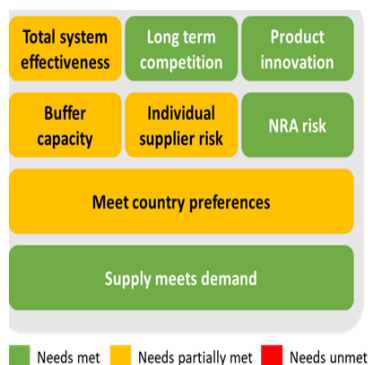 Total system
effectiveness
Long term
competition
Product
innovation
Buffer
capacity
Individual
supplier risk
NRA risk
Meet country preferences
Supply meets demand
Needs met
Needs partially met
Needs unmet